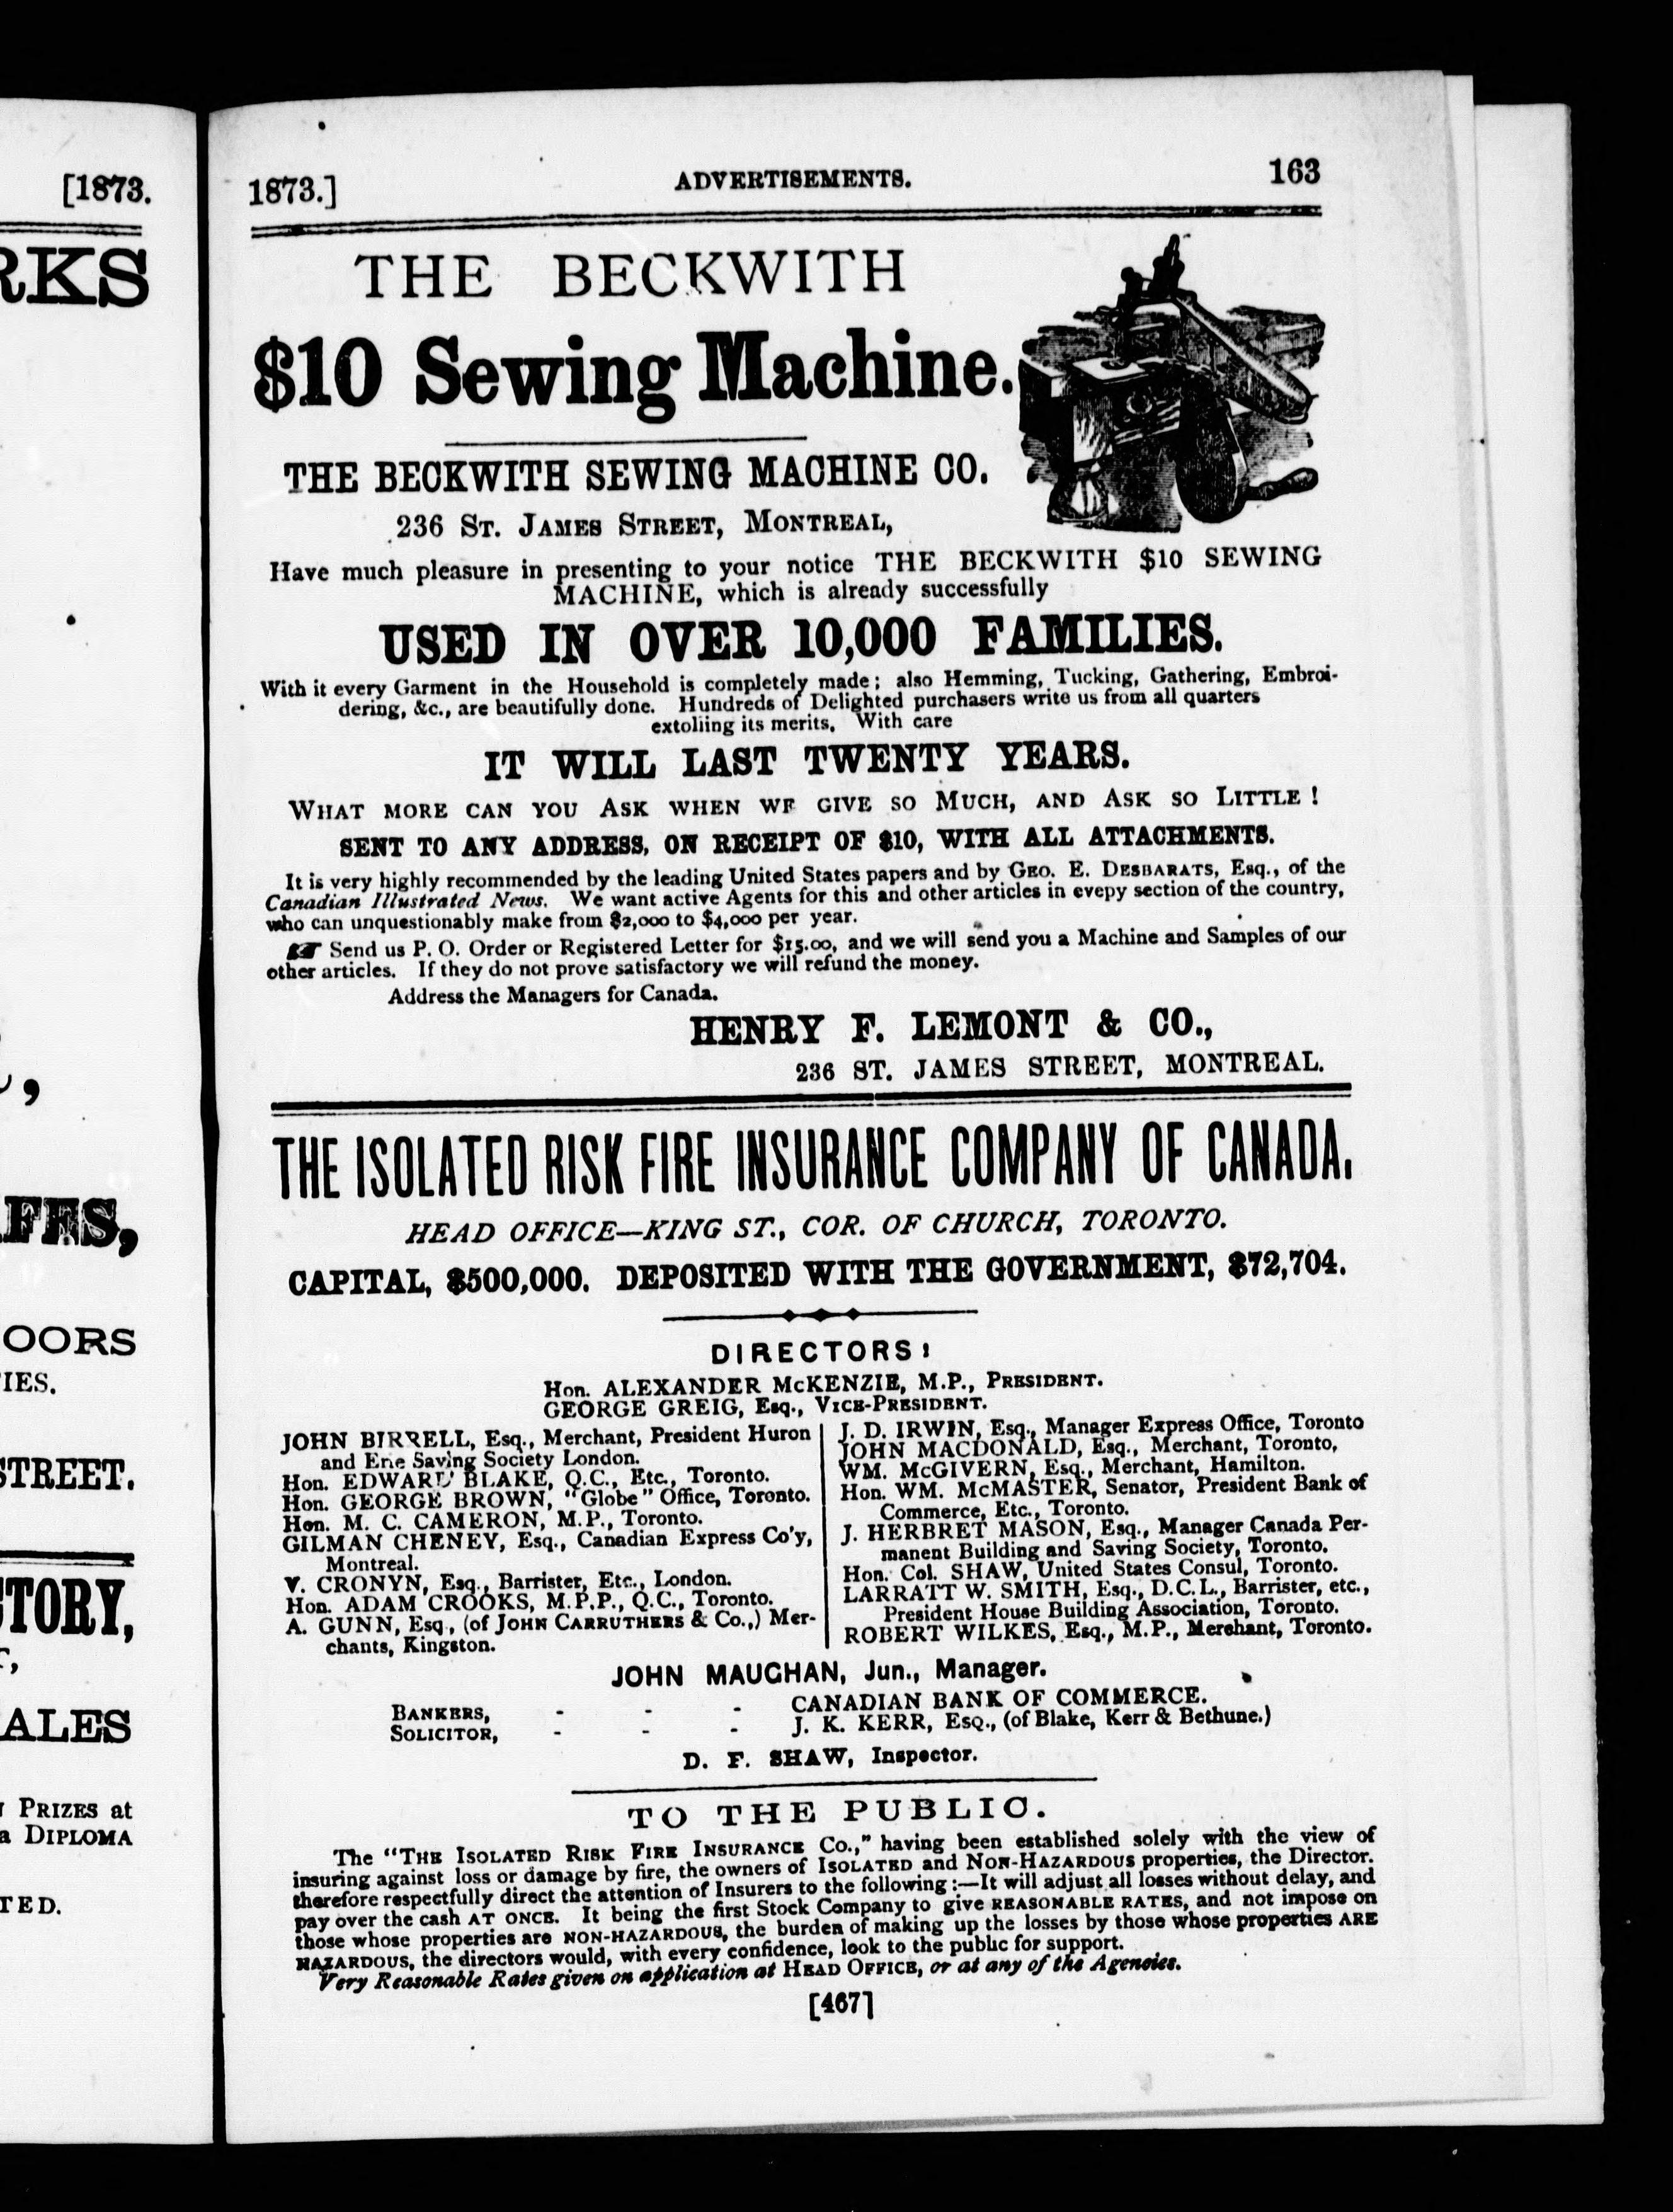 [1873.
RKS
FES,
OORS
IES.
STREET.
TORY,
ALES
PRIZES at
a DIPLOMA
TED.
1873.]
ADVERTISEMENTS.
163
THE BECKWITH
$10 Sewing Machine.
THE BECKWITH SEWING MACHINE CO.
236 ST. JAMES STREET, MONTREAL,
Have much pleasure in presenting to your notice THE BECKWITH $10 SEWING
MACHINE, which is already successfully
USED IN OVER 10,000 FAMILIES.
With it every Garment in the Household is completely made; also Hemming, Tucking, Gathering, Embroi-
dering, &c., are beautifully done. Hundreds of Delighted purchasers write us from all quarters
extolling its merits, With care
IT WILL LAST TWENTY YEARS.
WHAT MORE CAN YOU ASK WHEN WE GIVE SO MUCH, AND ASK SO LITTLE!
SENT TO ANY ADDRESS, ON RECEIPT OF $10, WITH ALL ATTACHMENTS.
It is very highly recommended by the leading United States papers and by GEO. E. DESBARATS, Esq., of the
Canadian Illustrated News. We want active Agents for this and other articles in evepy section of the country,
who can unquestionably make from $2,000 to $4,000 per year.
☞ Send us P. O. Order or Registered Letter for $15.00, and we will send you a Machine and Samples of our
other articles. If they do not prove satisfactory we will refund the money.
Address the Managers for Canada.
HENRY F. LEMONT & CO.,
236 ST. JAMES STREET, MONTREAL.
THE ISOLATED RISK FIRE INSURANCE COMPANY OF CANADA.
HEAD OFFICE—KING ST., COR. OF CHURCH, TORONTO.
CAPITAL, $500,000. DEPOSITED WITH THE GOVERNMENT, $72,704.
DIRECTORS:
Hon. ALEXANDER McKENZIE, M.P., PRESIDENT.
GEORGE GREIG, Esq., VICE-PRESIDENT.
JOHN BIRRELL, Esq., Merchant, President Huron
and Erie Saving Society London.
Hon. EDWARD BLAKE, Q.C., Etc., Toronto.
Hon. GEORGE BROWN, "Globe" Office, Toronto.
Hon. M. C. CAMERON, M.P., Toronto.
GILMAN CHENEY, Esq., Canadian Express Co'y,
Montreal.
V. CRONYN, Esq., Barrister, Etc., London.
Hon. ADAM CROOKS, M.P.P., Q.C., Toronto.
A. GUNN, Esq., (of JOHN CARRUTHERS & Co.,) Mer-
chants, Kingston.
J. D. IRWIN, Esq., Manager Express Office, Toronto
JOHN MACDONALD, Esq., Merchant, Toronto,
WM. McGIVERN, Esq., Merchant, Hamilton.
Hon. WM. McMASTER, Senator, President Bank of
Commerce, Etc., Toronto.
J. HERBRET MASON, Esq., Manager Canada Per-
manent Building and Saving Society, Toronto.
Hon. Col. SHAW, United States Consul, Toronto.
LARRATT W. SMITH, Esq., D.C.L., Barrister, etc.,
President House Building Association, Toronto.
ROBERT WILKES, Esq., M.P., Merchant, Toronto.
JOHN MAUGHAN, Jun., Manager.
BANKERS, - - - CANADIAN BANK OF COMMERCE.
SOLICITOR, - - - J. K. KERR, ESQ., (of Blake, Kerr & Bethune.)
D. F. SHAW, Inspector.
TO THE PUBLIC.
The "THE ISOLATED RISK FIRE INSURANCE CO.," having been established solely with the view of
insuring against loss or damage by fire, the owners of ISOLATED and NON-HAZARDOUS properties, the Director.
therefore respectfully direct the attention of Insurers to the following:—It will adjust all losses without delay, and
pay over the cash AT ONCE. It being the first Stock Company to give REASONABLE RATES, and not impose on
those whose properties are NON-HAZARDOUS, the burden of making up the losses by those whose properties ARE
HAZARDOUS, the directors would, with every confidence, look to the public for support.
Very Reasonable Rates given on application at HEAD OFFICE, or at any of the Agencies.
[467]